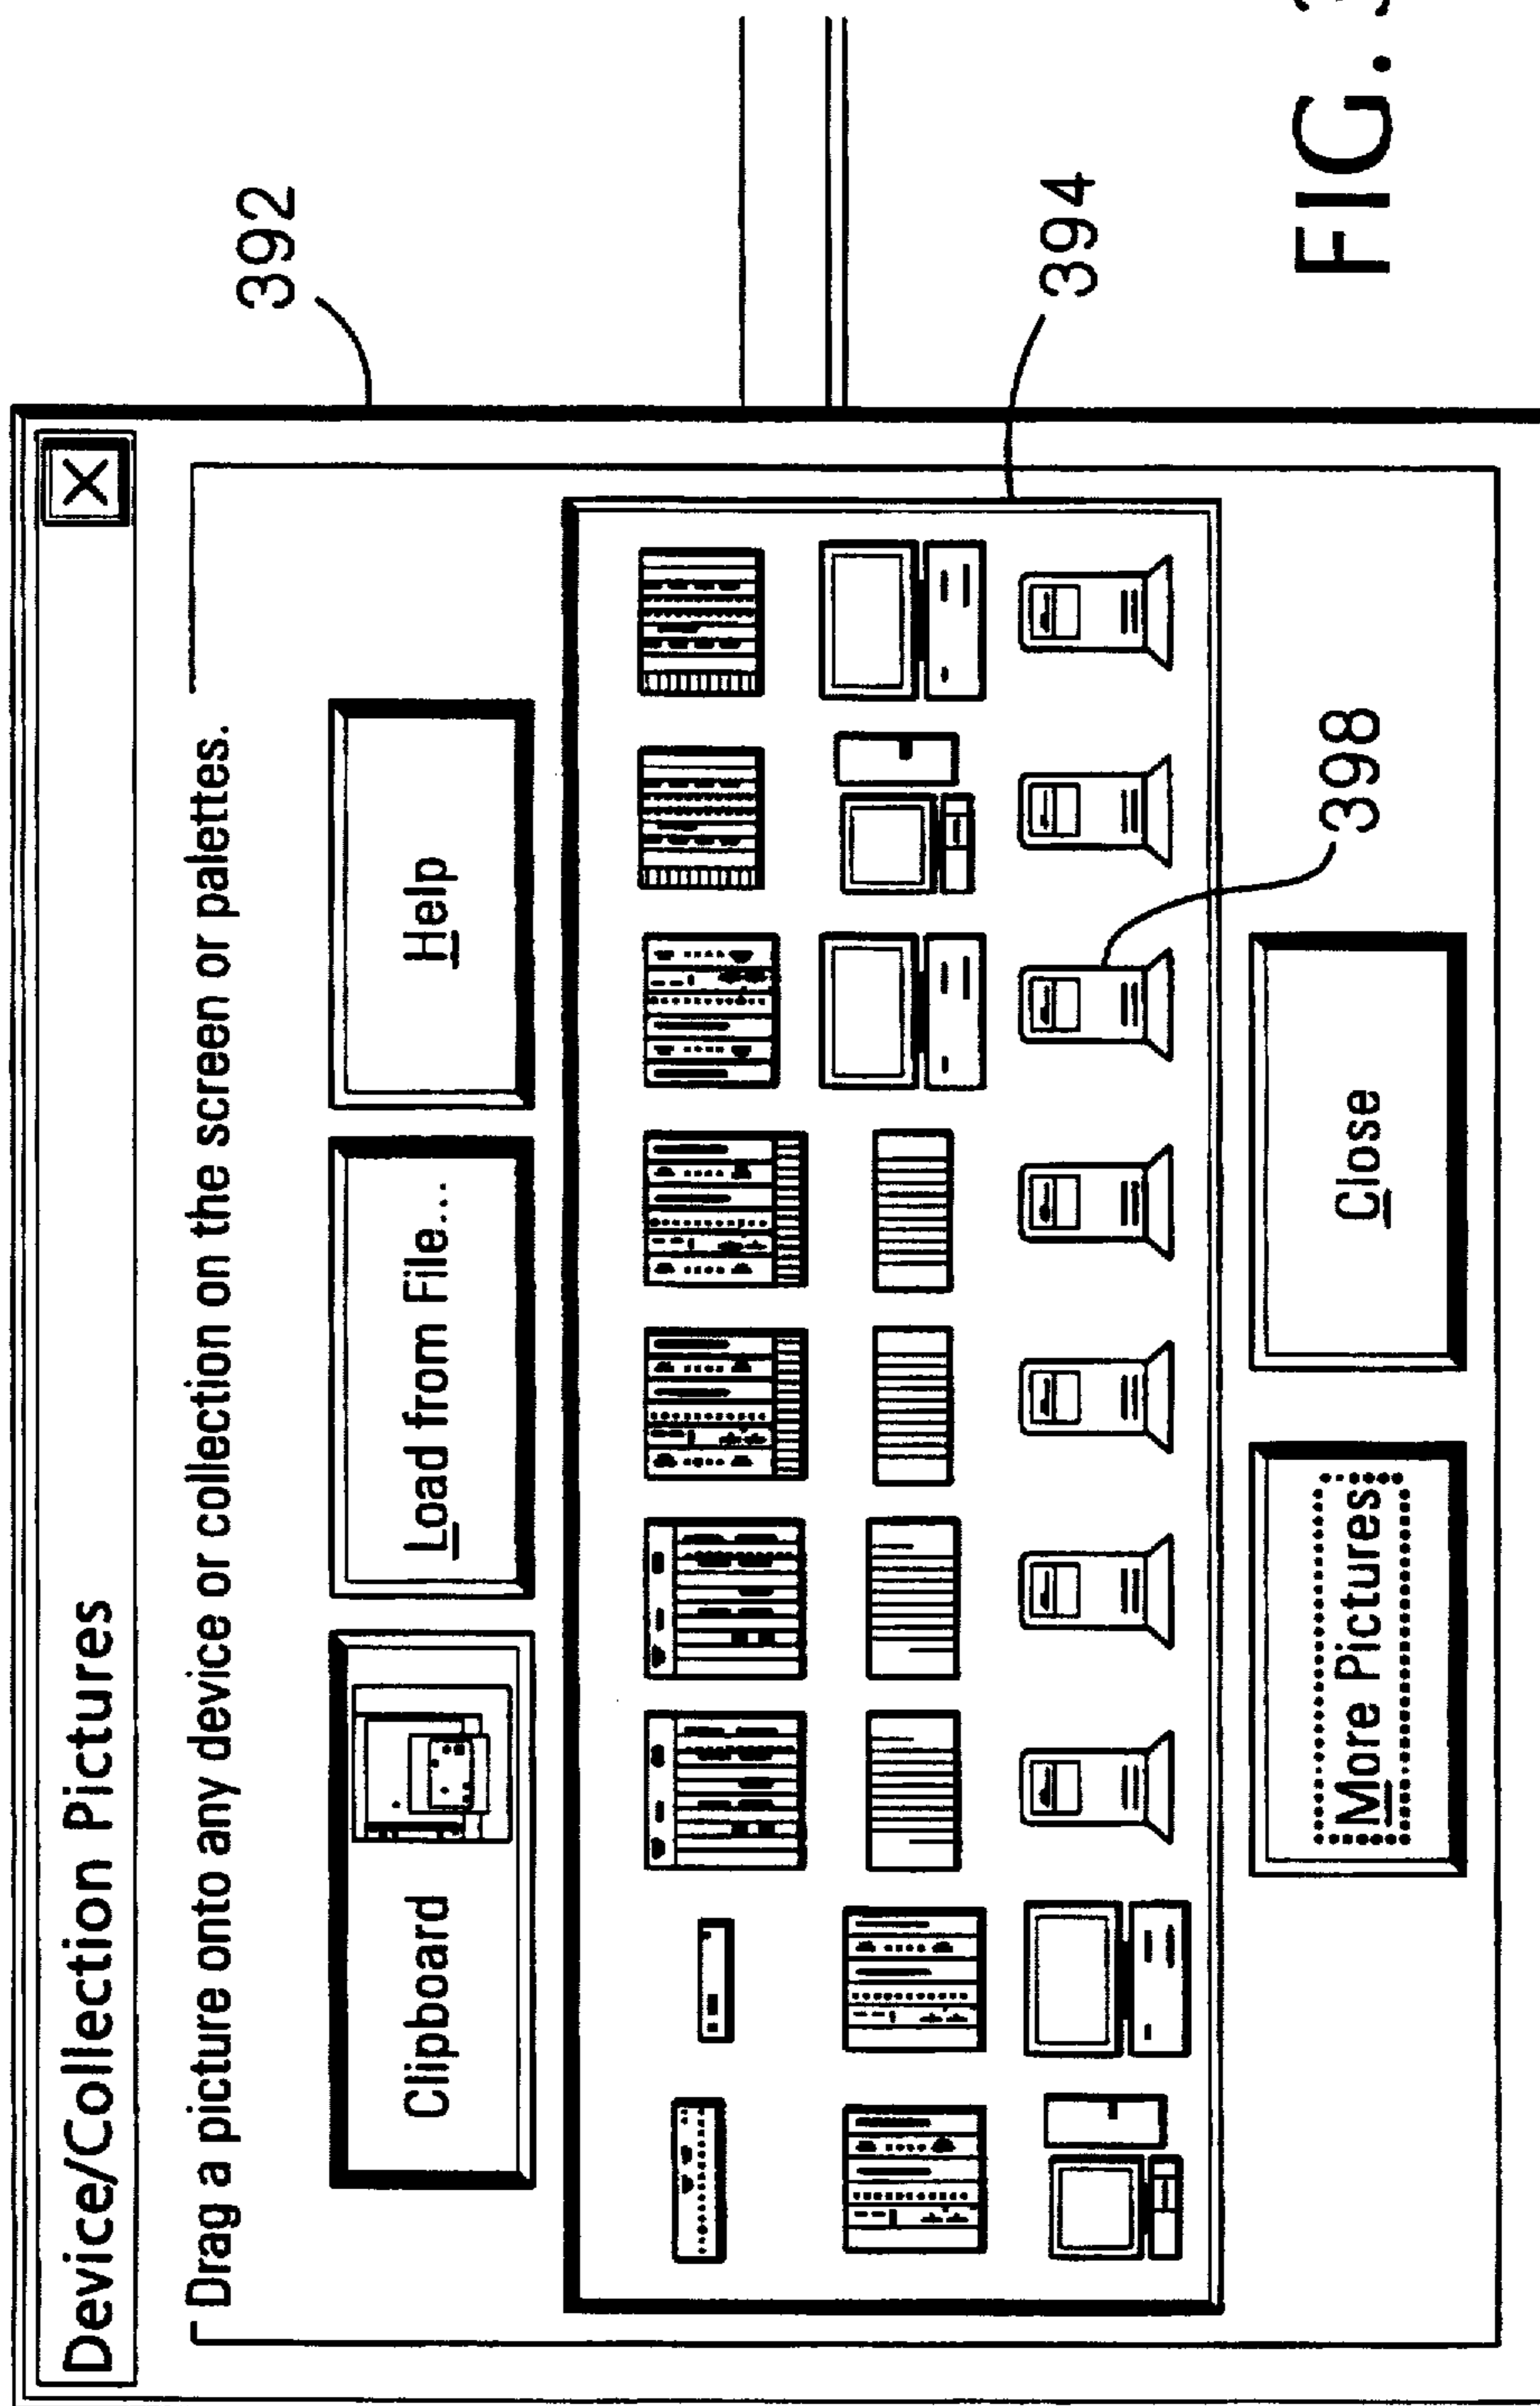 Device/Collection Pictures
Drag a picture onto any device or collection on the screen or palettes.
Clipboard
Load from File...
Help
More Pictures
Close
392
394
398
FIG. 3